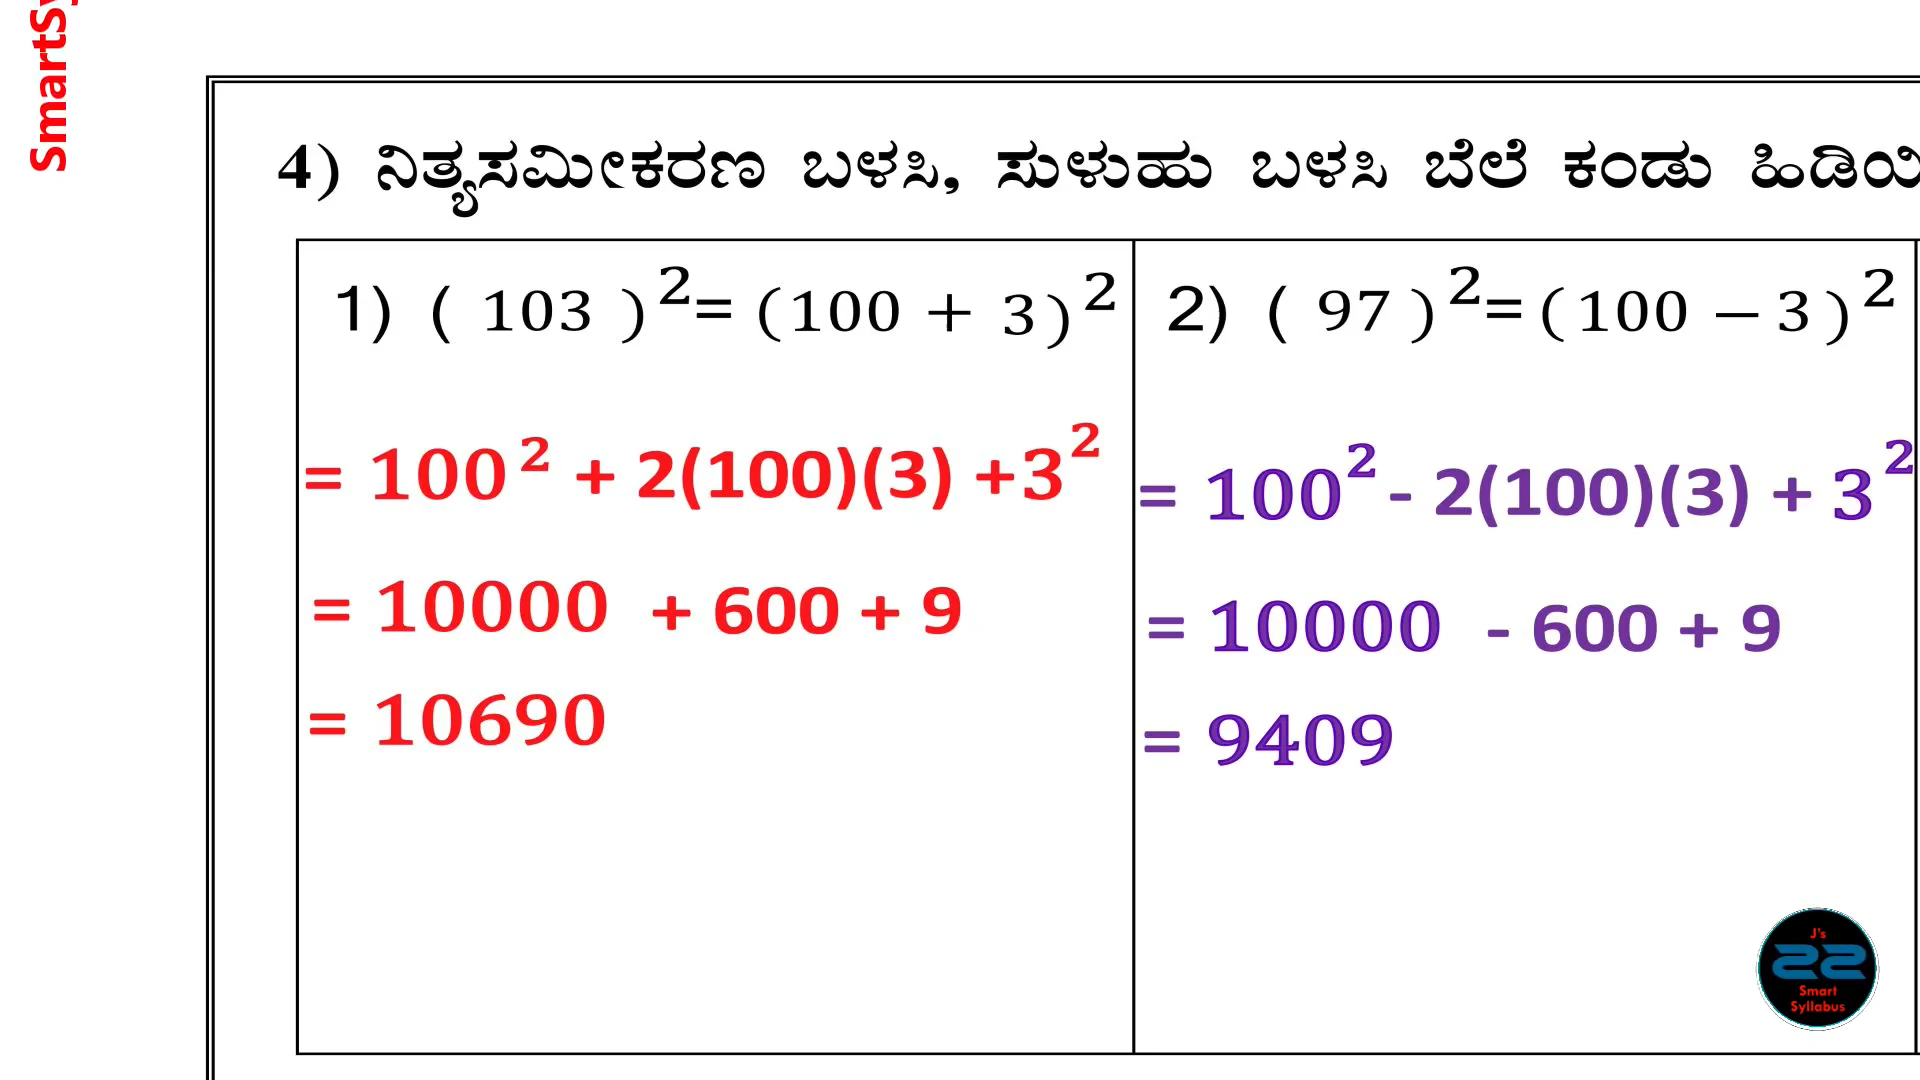 SmartSy
4) ನಿತ್ಯಸಮೀಕರಣ ಬಳಸಿ, ಸುಳುಹು ಬಳಸಿ ಬೆಲೆ ಕಂಡು ಹಿಡಿಯಿ
1) ( 103 )²= (100 + 3)²
= 100² + 2(100)(3) +3²
= 10000 + 600 + 9
= 10690
2) ( 97 )²= (100 − 3)²
= 100² - 2(100)(3) + 3²
= 10000 - 600 + 9
= 9409
J's
SS
Smart
Syllabus